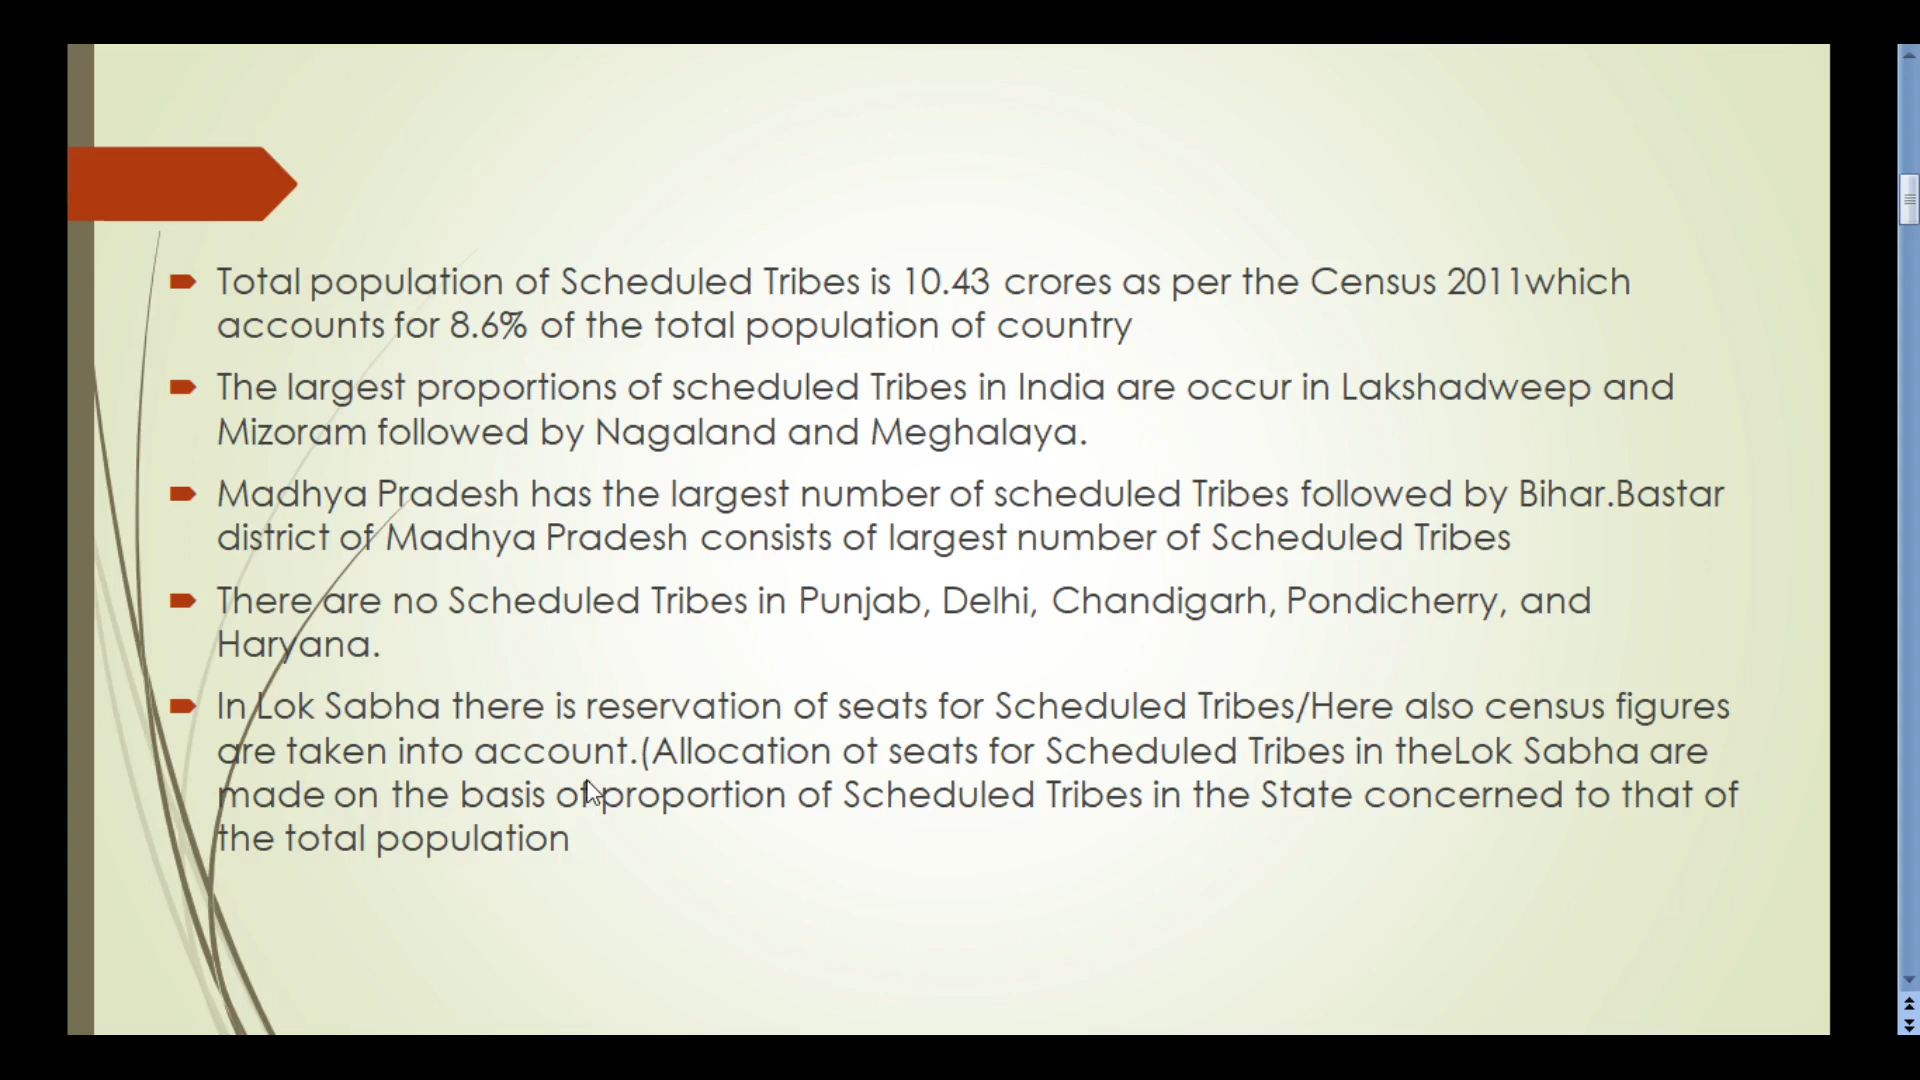 Total population of Scheduled Tribes is 10.43 crores as per the Census 2011which
accounts for 8.6% of the total population of country
The largest proportions of scheduled Tribes in India are occur in Lakshadweep and
Mizoram followed by Nagaland and Meghalaya.
Madhya Pradesh has the largest number of scheduled Tribes followed by Bihar.Bastar
district of Madhya Pradesh consists of largest number of Scheduled Tribes
There are no Scheduled Tribes in Punjab, Delhi, Chandigarh, Pondicherry, and
Haryana.
In Lok Sabha there is reservation of seats for Scheduled Tribes/Here also census figures
are taken into account.(Allocation ot seats for Scheduled Tribes in theLok Sabha are
made on the basis of proportion of Scheduled Tribes in the State concerned to that of
the total population